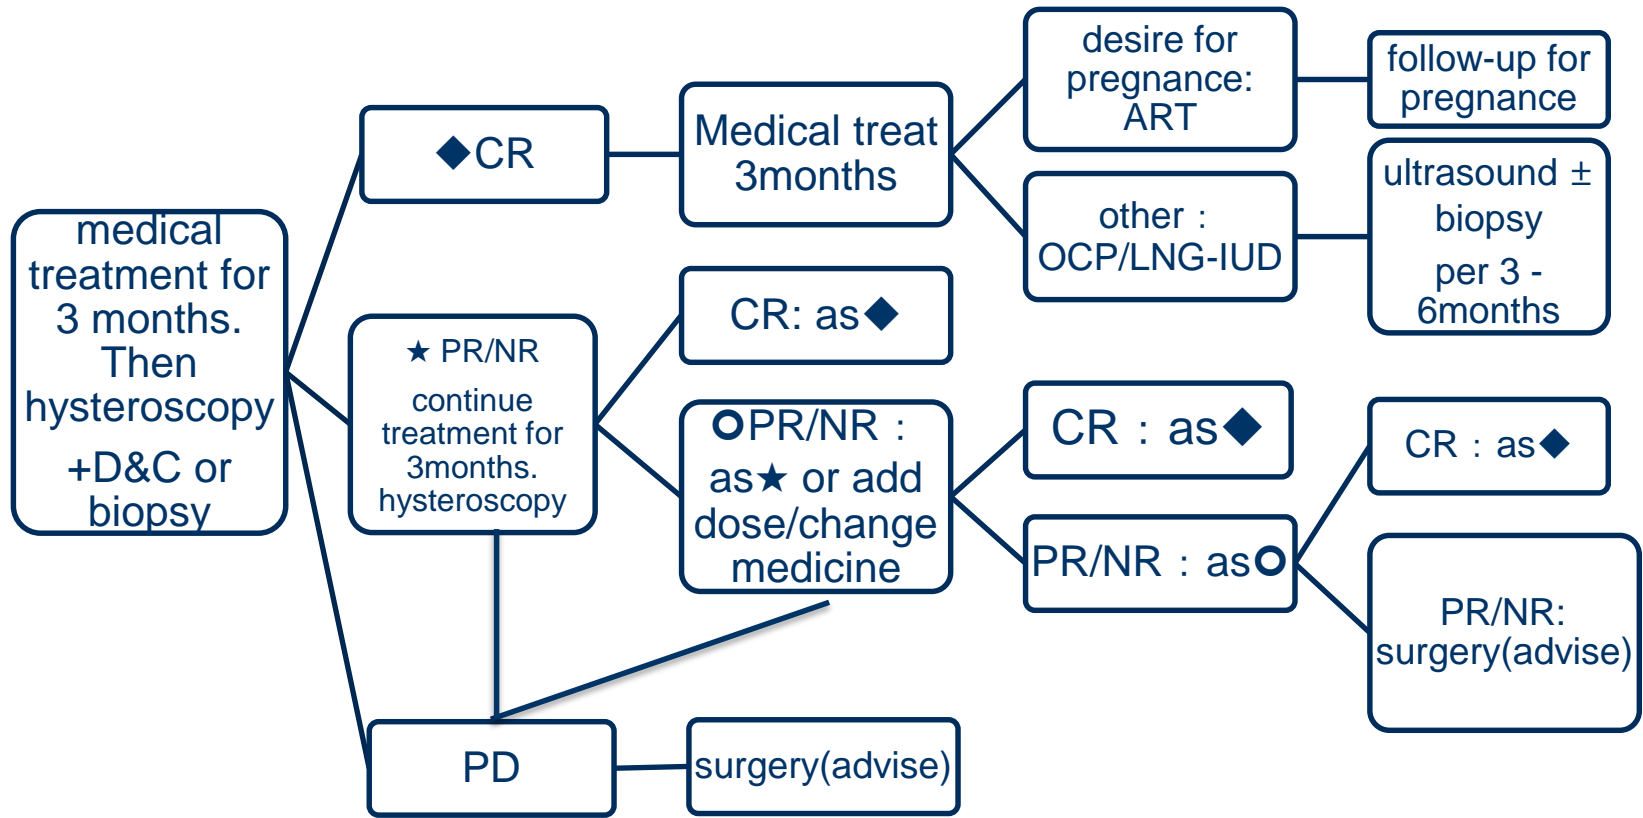 medical
treatment for
3 months.
Then
hysteroscopy
+D&C or
biopsy
◆CR
★ PR/NR
continue
treatment for
3months.
hysteroscopy
PD
Medical treat
3months
CR: as◆
○PR/NR：
as★ or add
dose/change
medicine
surgery(advise)
desire for
pregnance:
ART
other：
OCP/LNG-IUD
CR：as◆
PR/NR：as○
follow-up for
pregnance
ultrasound ±
biopsy
per 3 -
6months
CR：as◆
PR/NR:
surgery(advise)